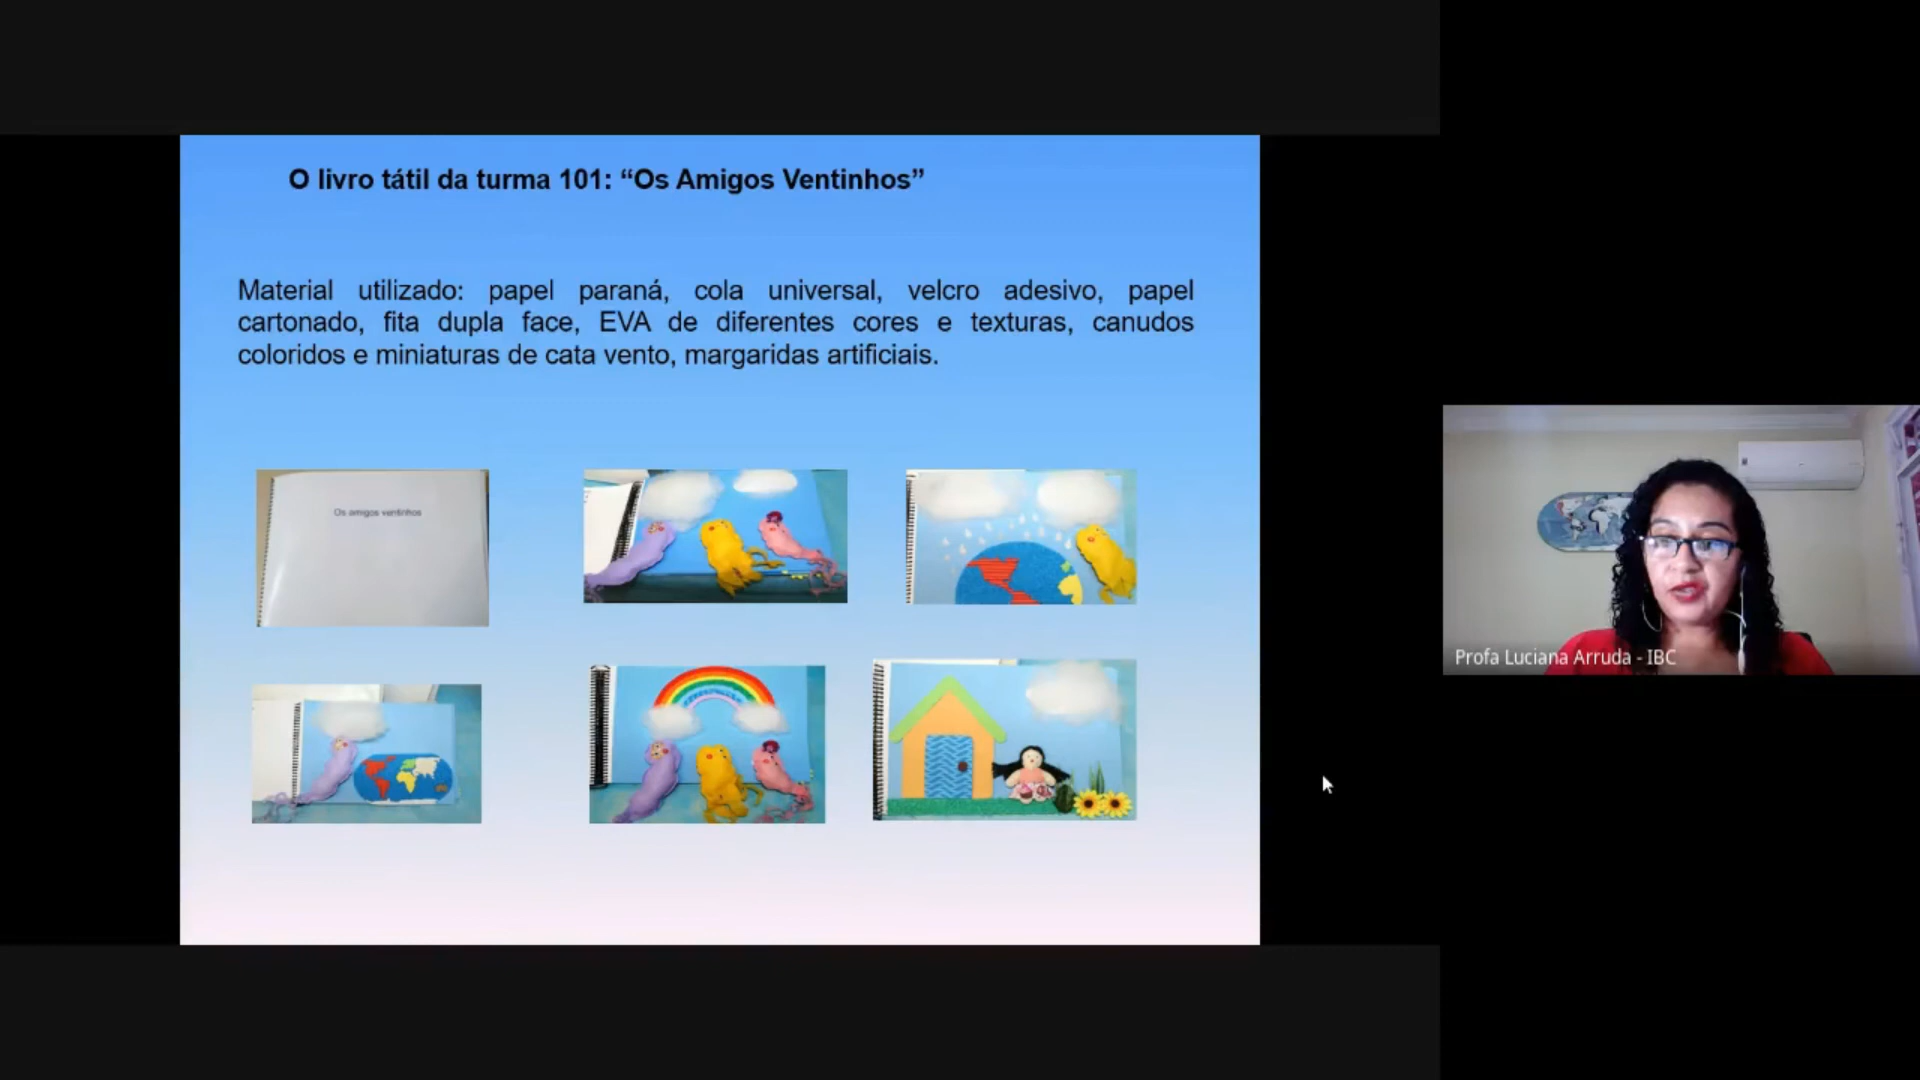 O livro tátil da turma 101: “Os Amigos Ventinhos”
Material utilizado: papel paraná, cola universal, velcro adesivo, papel
cartonado, fita dupla face, EVA de diferentes cores e texturas, canudos
coloridos e miniaturas de cata vento, margaridas artificiais.
Os amigos ventinhos
Profa Luciana Arruda - IBC